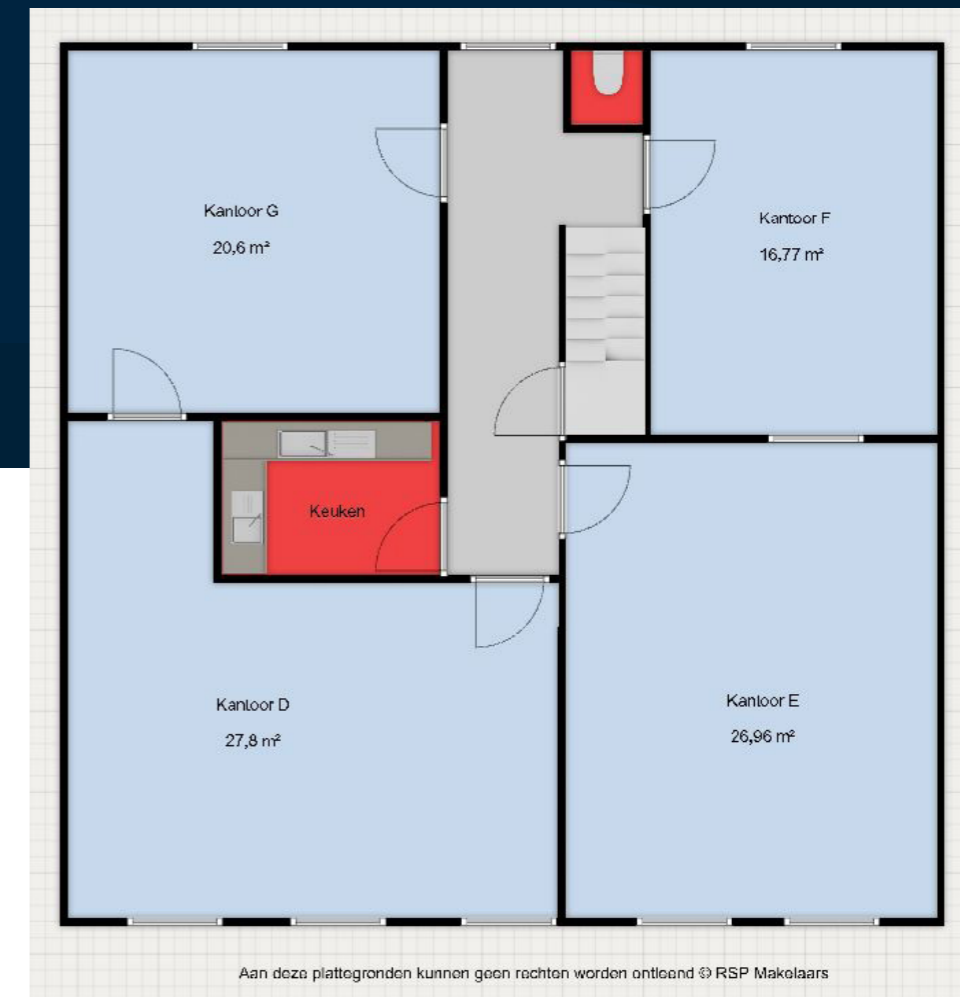 Kantoor G
20,6 m²
Kantoor F
16,77 m²
Keuken
Kantoor D
27,8 m²
Kantoor E
26,96 m²
Aan deze plattegronden kunnen geen rechten worden ontleend © RSP Makelaars